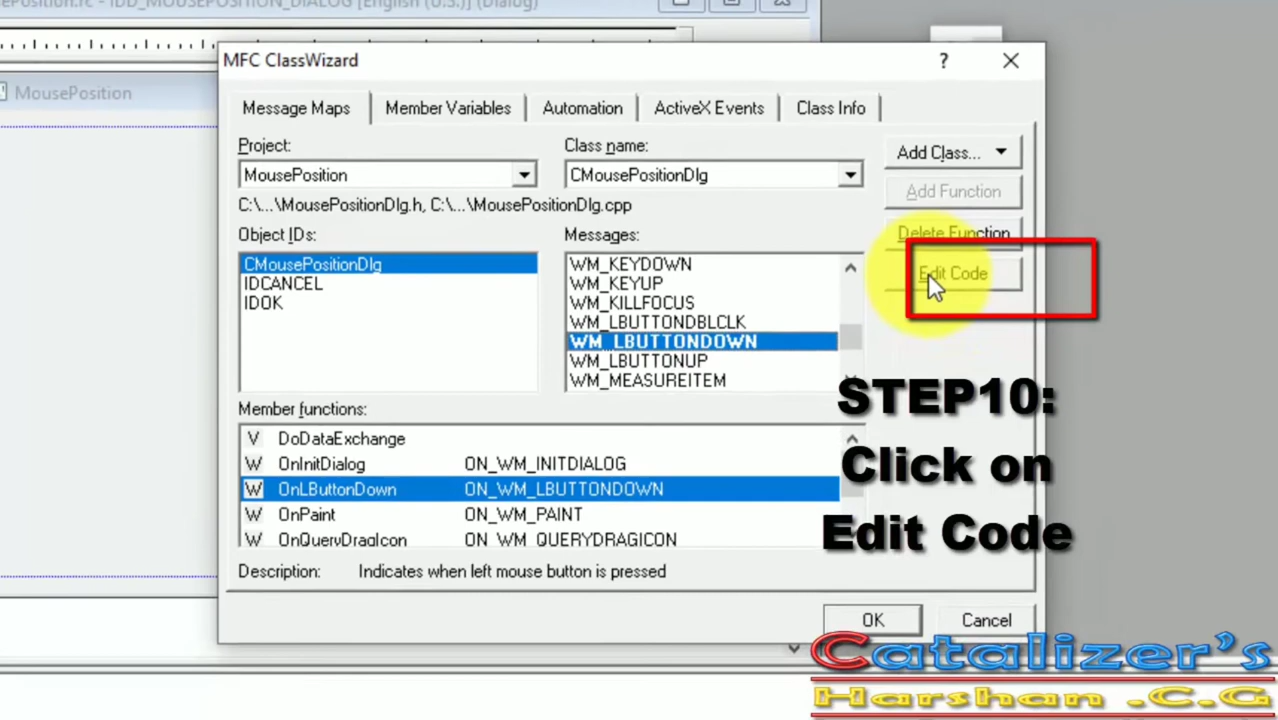 ePosition.rc - IDD_MOUSEPOSITION_DIALOG [English (U.S.)] (Dialog)
MousePosition
MFC ClassWizard
?
Message Maps
Member Variables
Automation
ActiveX Events
Class Info
Project:
Class name:
MousePosition
CMousePositionDlg
Add Class...
Add Function
Delete Function
Edit Code
C:\...\MousePositionDlg.h, C:\...\MousePositionDlg.cpp
Object IDs:
CMousePositionDlg
IDCANCEL
IDOK
Messages:
WM_KEYDOWN
WM_KEYUP
WM_KILLFOCUS
WM_LBUTTONDBLCLK
WM_LBUTTONDOWN
WM_LBUTTONUP
WM_MEASUREITEM
Member functions:
V DoDataExchange
W OnInitDialog ON_WM_INITDIALOG
W OnLButtonDown ON_WM_LBUTTONDOWN
W OnPaint ON_WM_PAINT
W OnQueryDragIcon ON_WM_QUERYDRAGICON
Description: Indicates when left mouse button is pressed
OK
Cancel
STEP10:
Click on
Edit Code
Catalizer's
Harshan .C.G